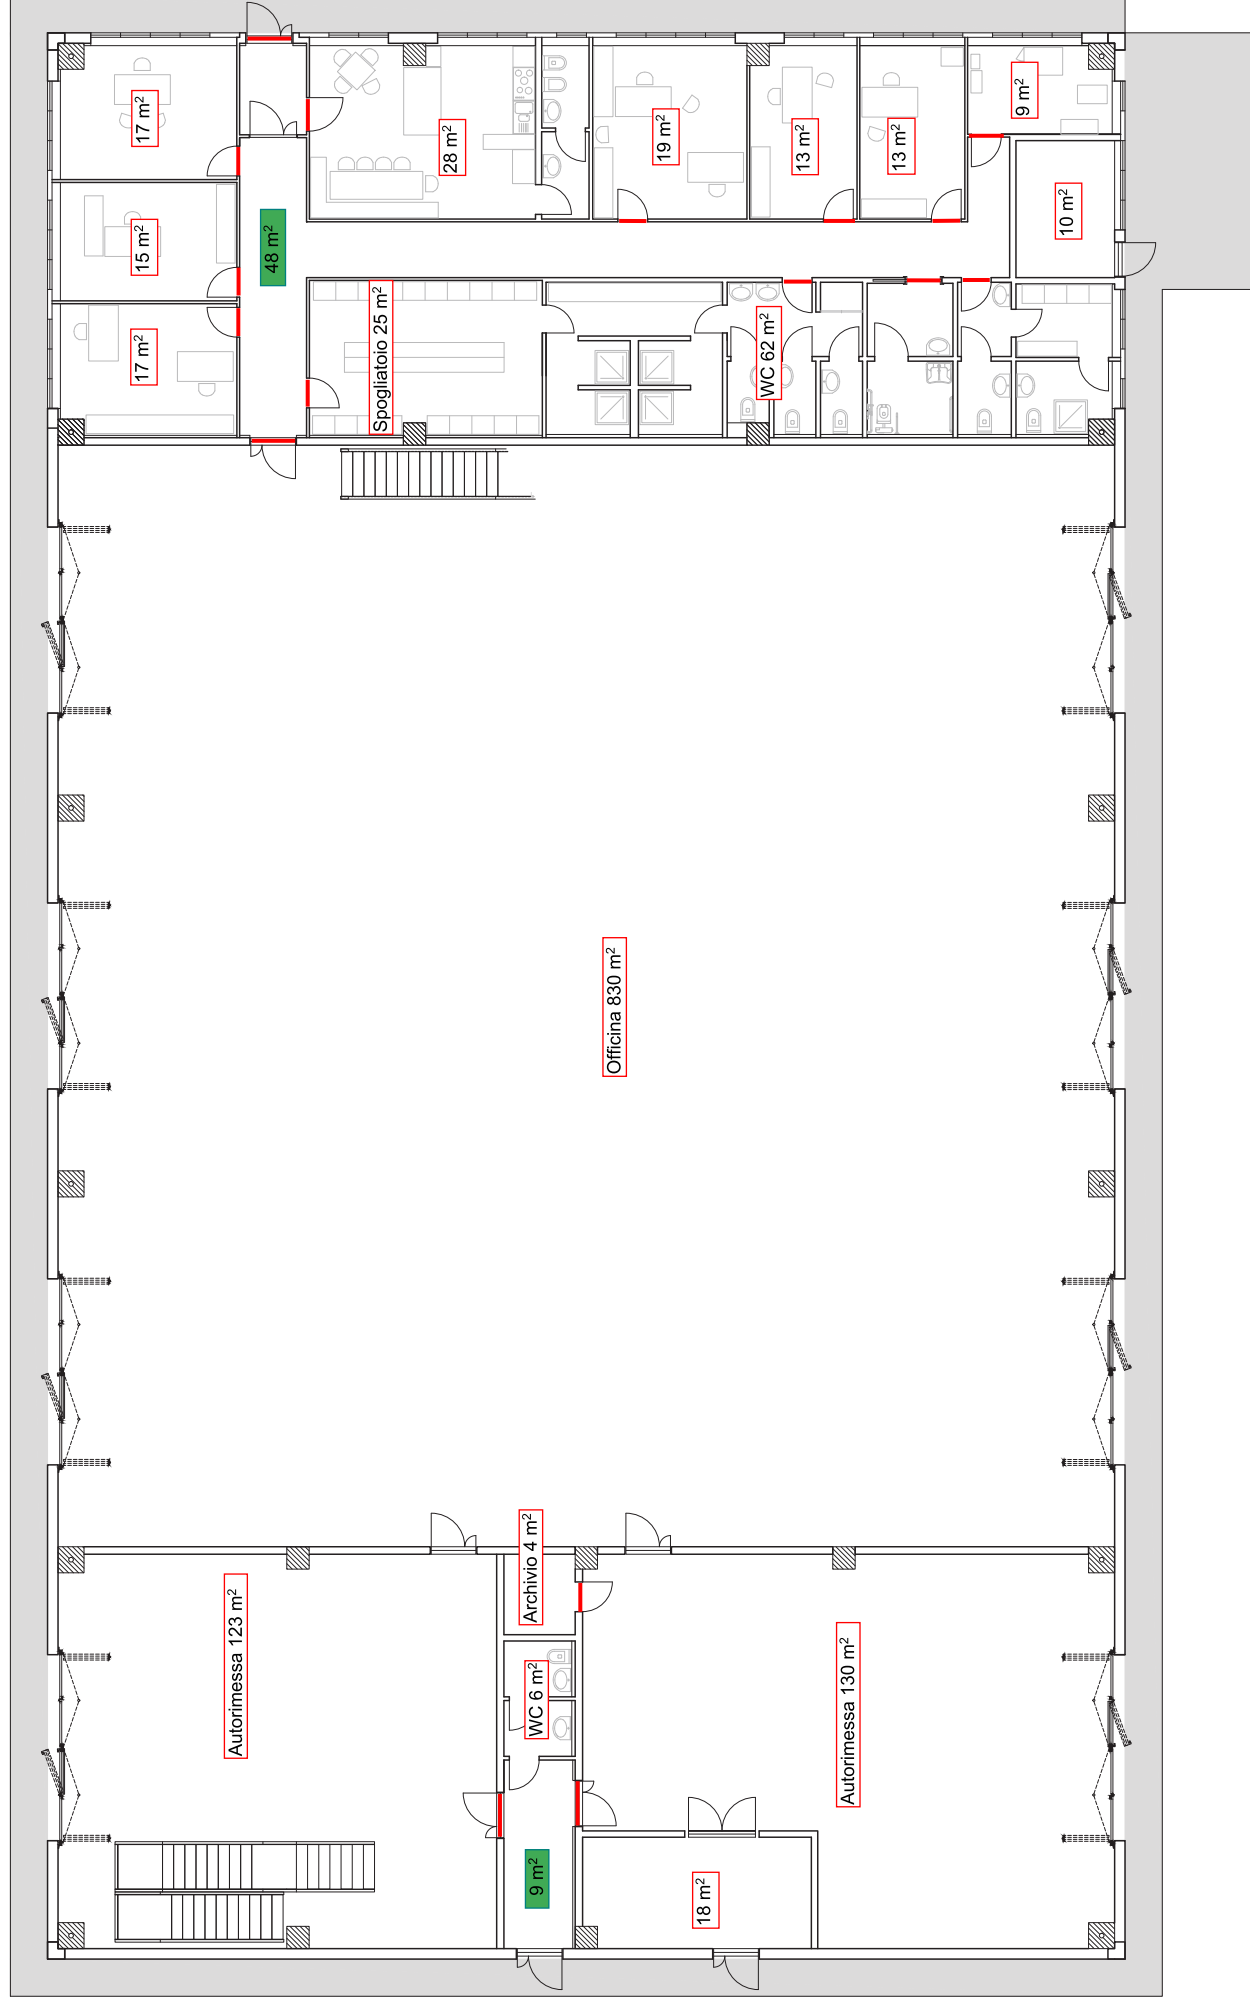 17 m²
15 m²
17 m²
48 m²
28 m²
Spogliatoio 25 m²
19 m²
13 m²
13 m²
9 m²
10 m²
WC 62 m²
Officina 830 m²
Archivio 4 m²
Autorimessa 123 m²
WC 6 m²
Autorimessa 130 m²
9 m²
18 m²